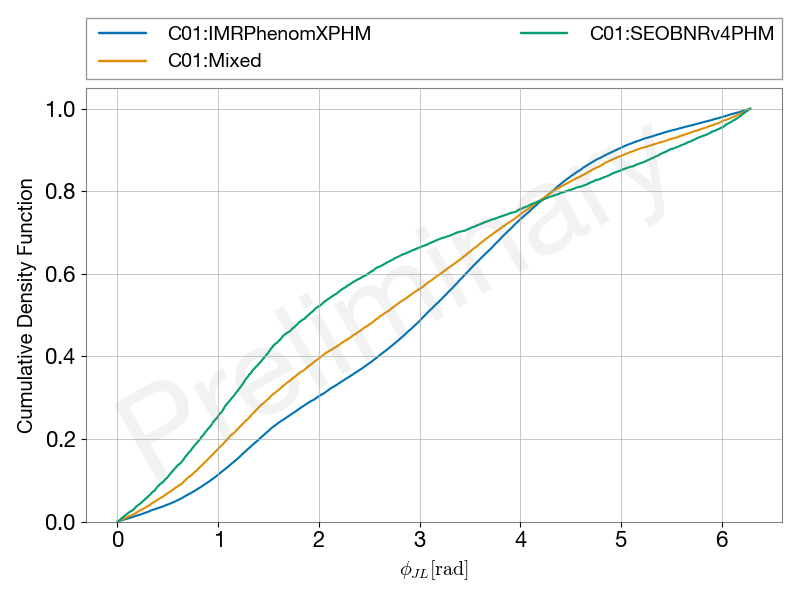 C01:IMRPhenomXPHM
C01:Mixed
C01:SEOBNRv4PHM
Cumulative Density Function
1.0
0.8
0.6
0.4
0.2
0.0
0 1 2 3 4 5 6
ϕ_JL[rad]
Preliminary